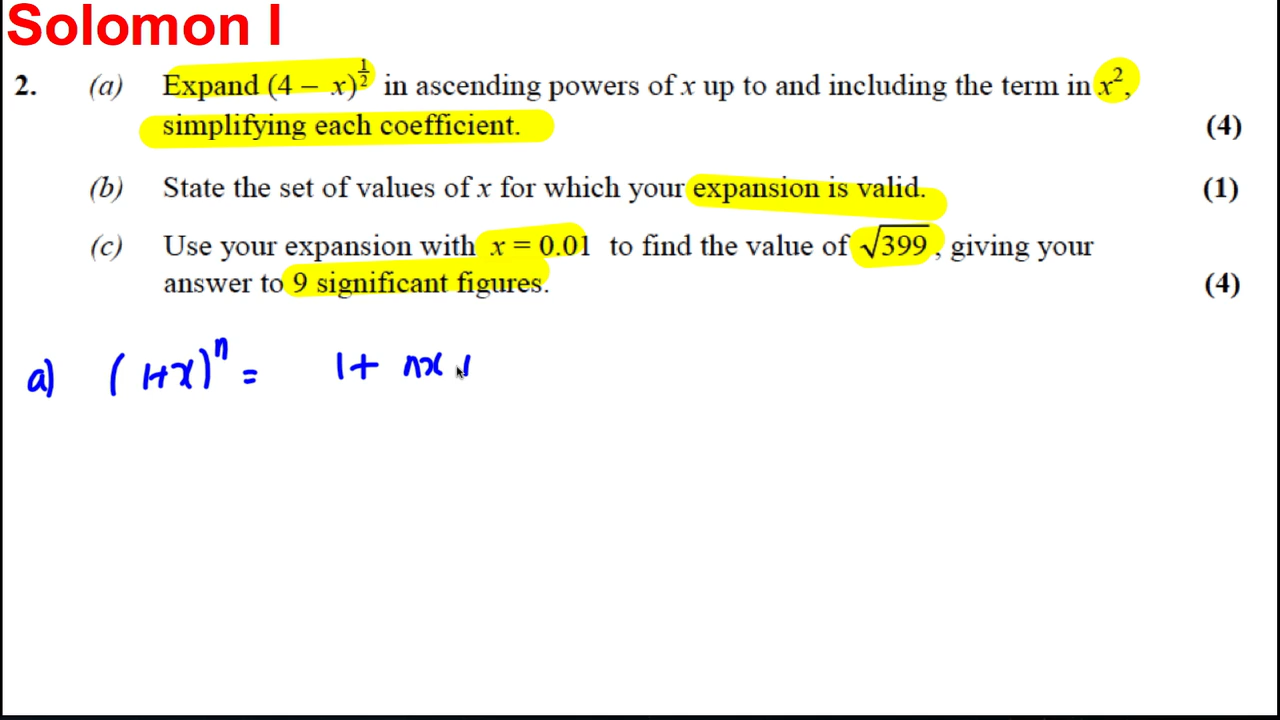 Solomon I
2. (a) Expand (4 – x)^{1/2} in ascending powers of x up to and including the term in x²,
simplifying each coefficient. (4)
(b) State the set of values of x for which your expansion is valid. (1)
(c) Use your expansion with x = 0.01 to find the value of √399, giving your
answer to 9 significant figures. (4)
a) (1+x)^n = 1 + nx